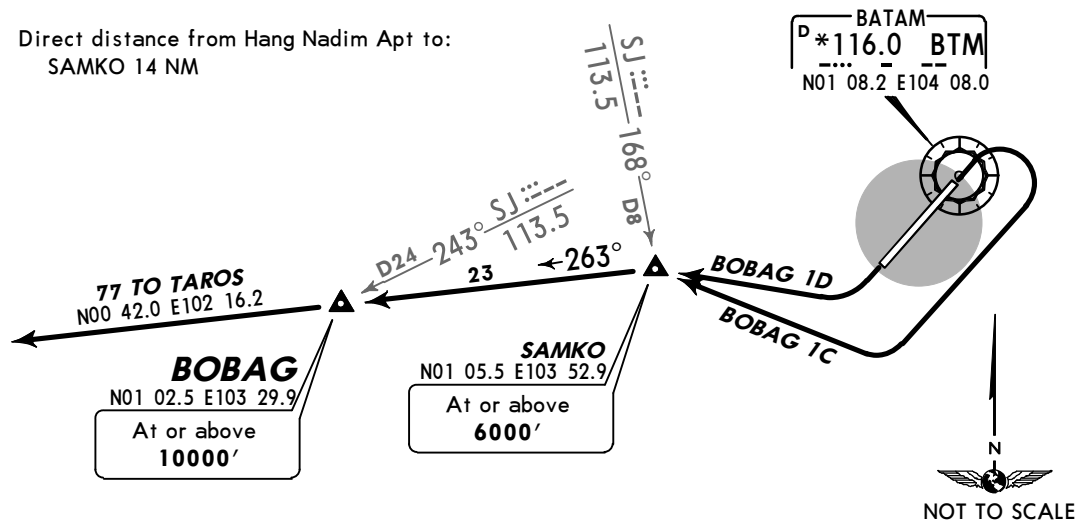 Direct distance from Hang Nadim Apt to:
SAMKO 14 NM
BATAM
D *116.0 BTM
N01 08.2 E104 08.0
SJ
113.5
168°
D8
SJ
113.5
243°
D24
263°
23
77 TO TAROS
N00 42.0 E102 16.2
BOBAG 1D
BOBAG 1C
BOBAG
N01 02.5 E103 29.9
At or above
10000'
SAMKO
N01 05.5 E103 52.9
At or above
6000'
N
NOT TO SCALE